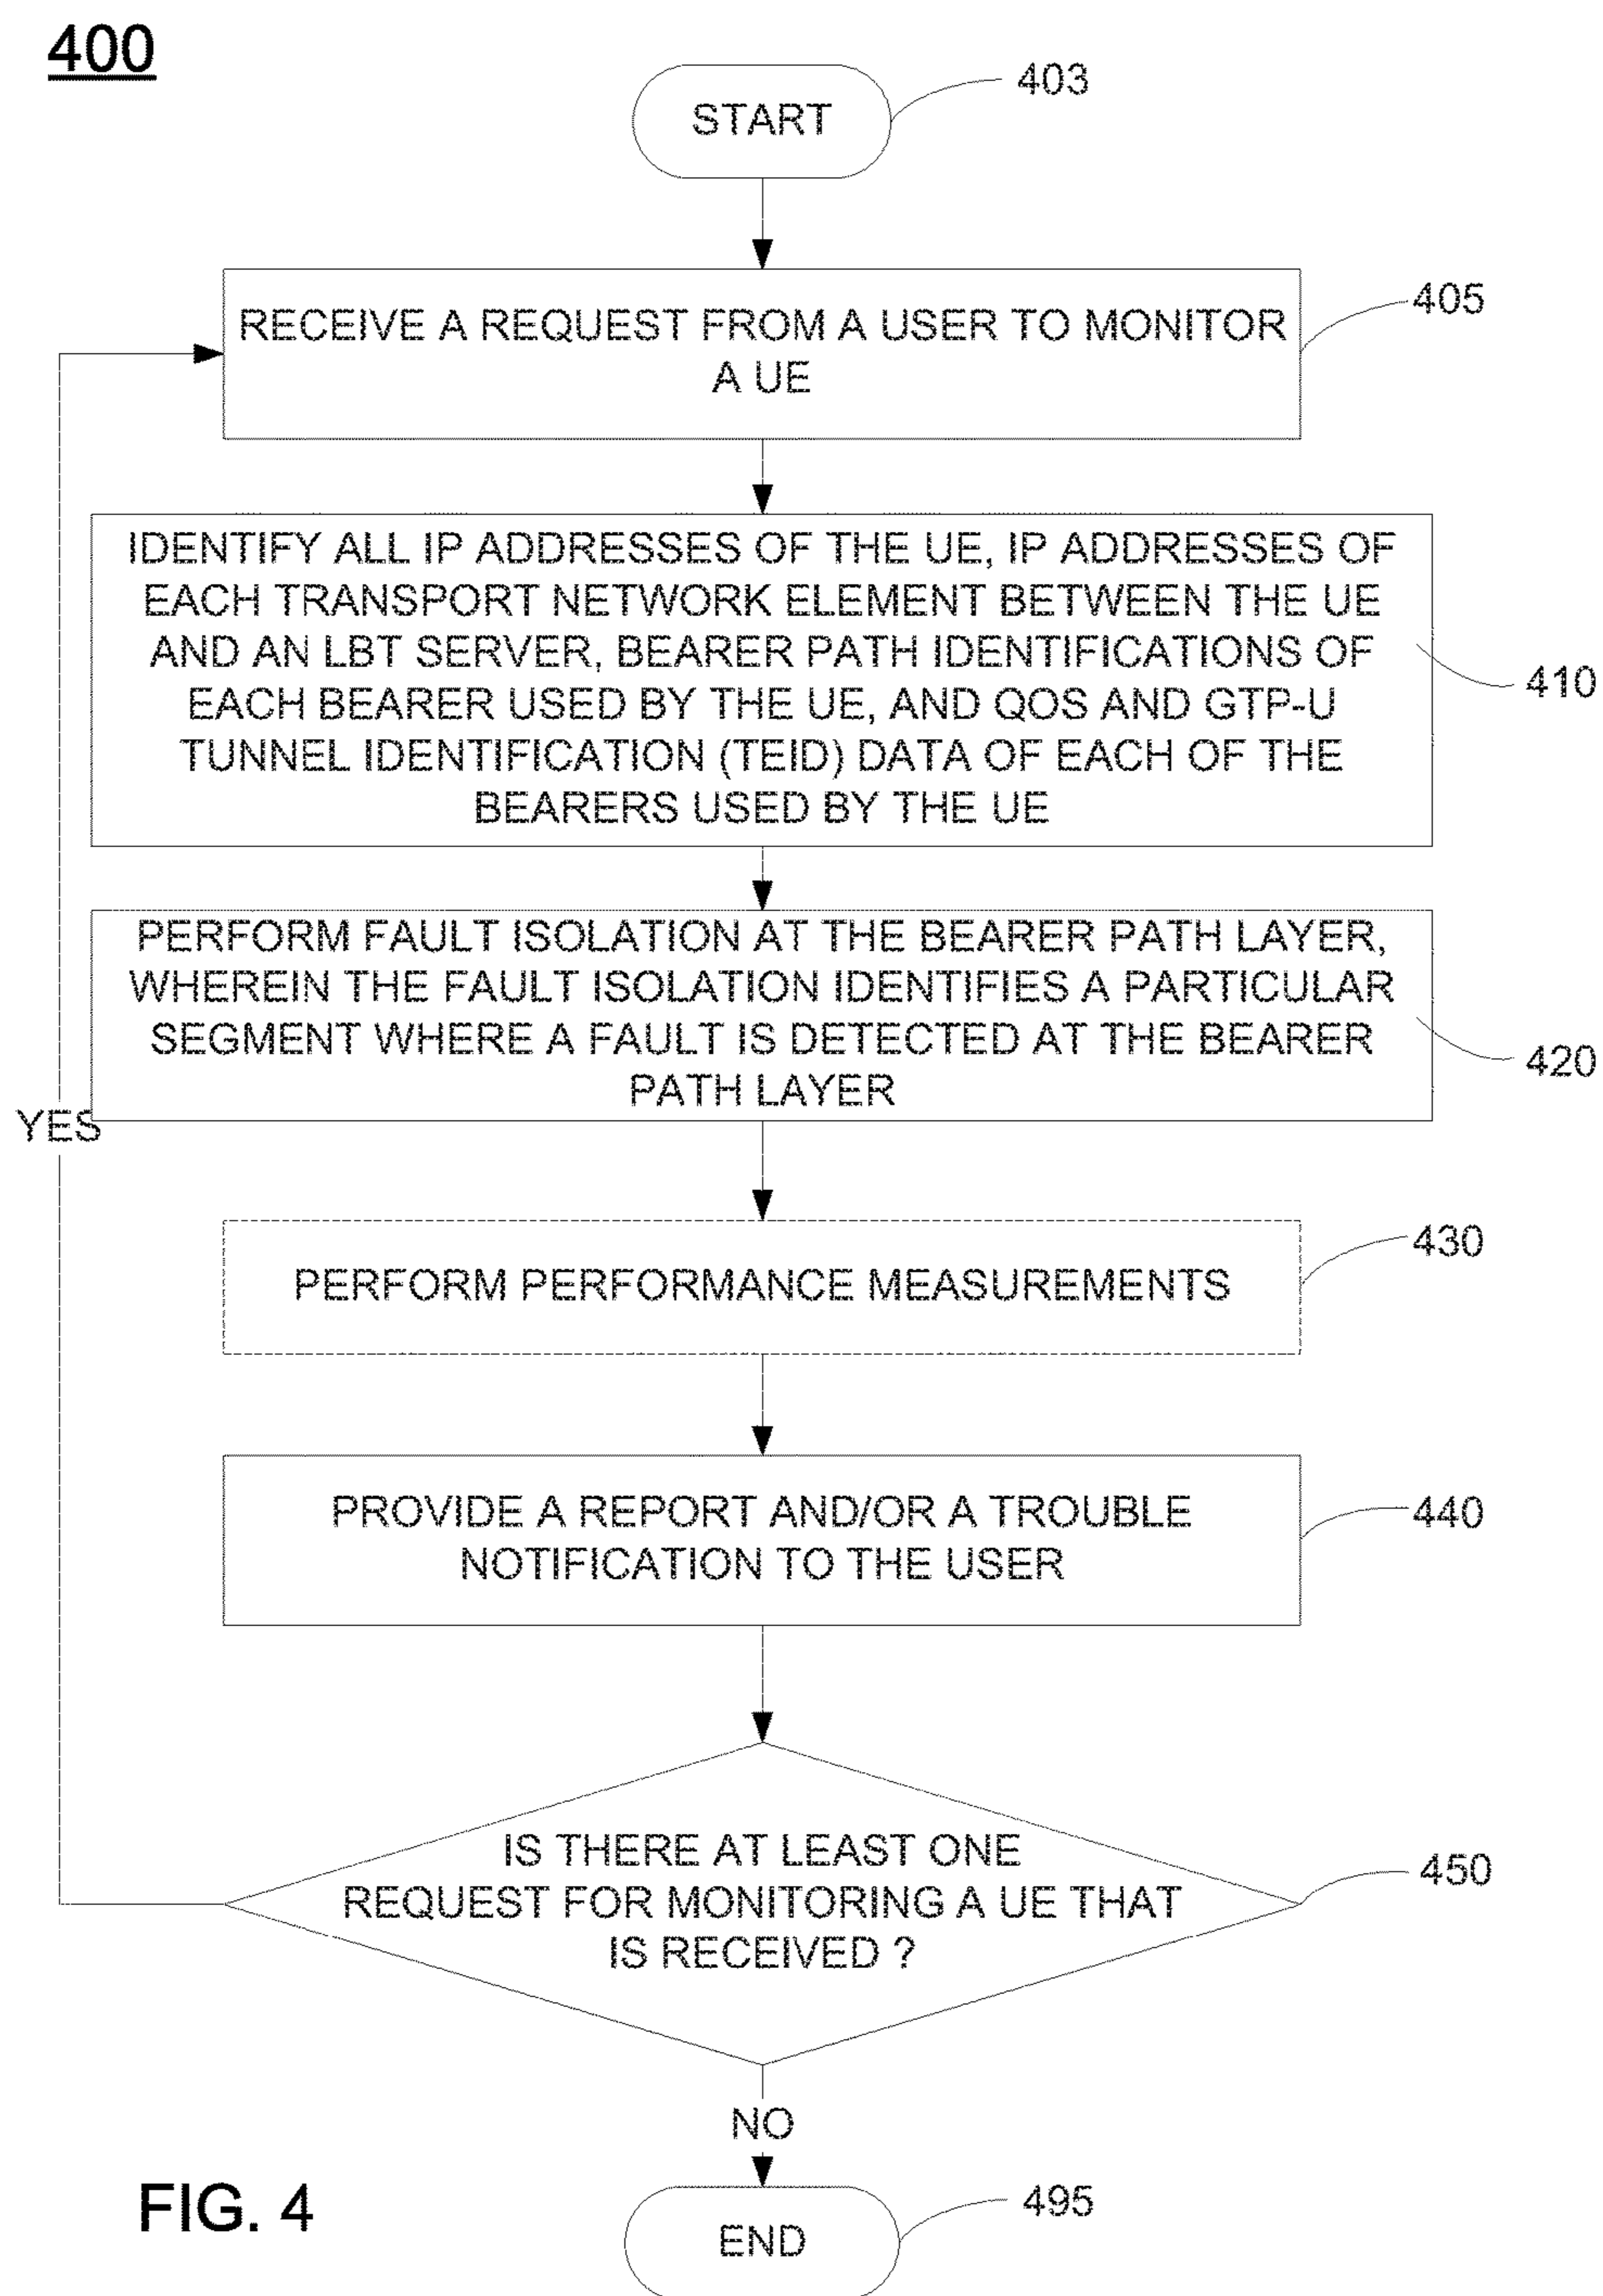 400
START
403
RECEIVE A REQUEST FROM A USER TO MONITOR
A UE
405
IDENTIFY ALL IP ADDRESSES OF THE UE, IP ADDRESSES OF
EACH TRANSPORT NETWORK ELEMENT BETWEEN THE UE
AND AN LBT SERVER, BEARER PATH IDENTIFICATIONS OF
EACH BEARER USED BY THE UE, AND QOS AND GTP-U
TUNNEL IDENTIFICATION (TEID) DATA OF EACH OF THE
BEARERS USED BY THE UE
410
PERFORM FAULT ISOLATION AT THE BEARER PATH LAYER,
WHEREIN THE FAULT ISOLATION IDENTIFIES A PARTICULAR
SEGMENT WHERE A FAULT IS DETECTED AT THE BEARER
PATH LAYER
420
YES
PERFORM PERFORMANCE MEASUREMENTS
430
PROVIDE A REPORT AND/OR A TROUBLE
NOTIFICATION TO THE USER
440
IS THERE AT LEAST ONE
REQUEST FOR MONITORING A UE THAT
IS RECEIVED ?
450
NO
END
495
FIG. 4